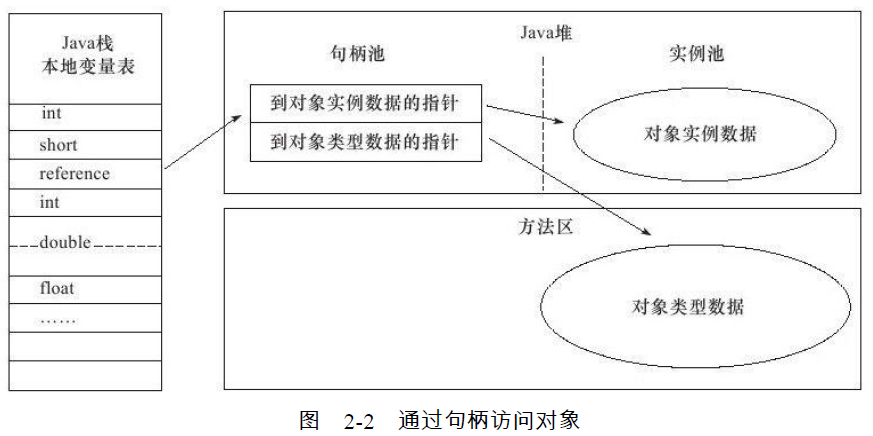 Java栈
本地变量表
int
short
reference
int
double
float
……
Java堆
句柄池
实例池
到对象实例数据的指针
到对象类型数据的指针
对象实例数据
方法区
对象类型数据
图 2-2 通过句柄访问对象